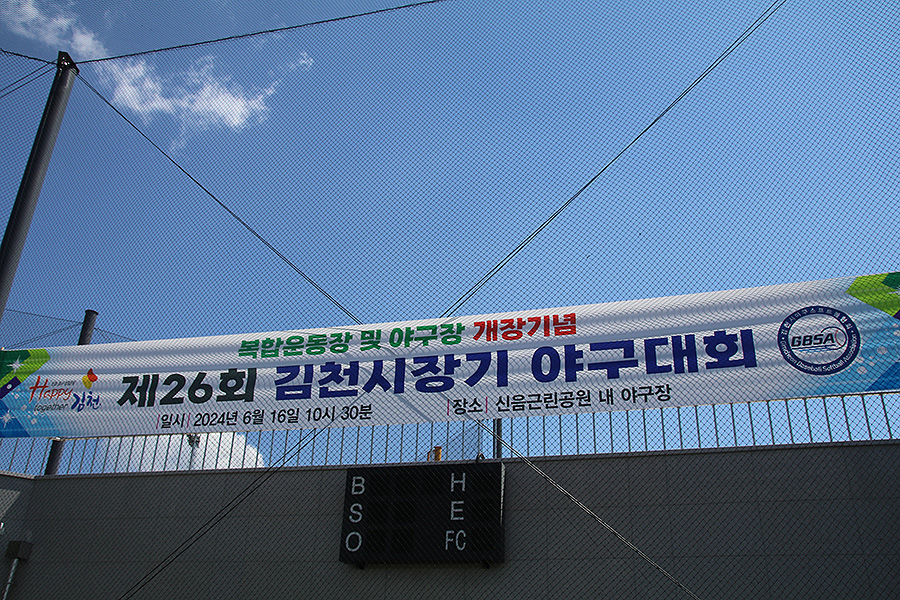 복합운동장 및 야구장 개장기념
제26회 김천시장기 야구대회
|일시| 2024년 6월 16일 10시 30분
|장소| 신음근린공원 내 야구장
Happy
together
김천
GBSA
Baseball Softball
B H
S E
O FC